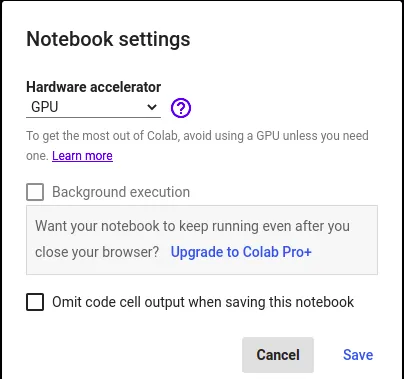 Notebook settings
Hardware accelerator
GPU
?
To get the most out of Colab, avoid using a GPU unless you need
one. Learn more
Background execution
Want your notebook to keep running even after you
close your browser? Upgrade to Colab Pro+
Omit code cell output when saving this notebook
Cancel Save